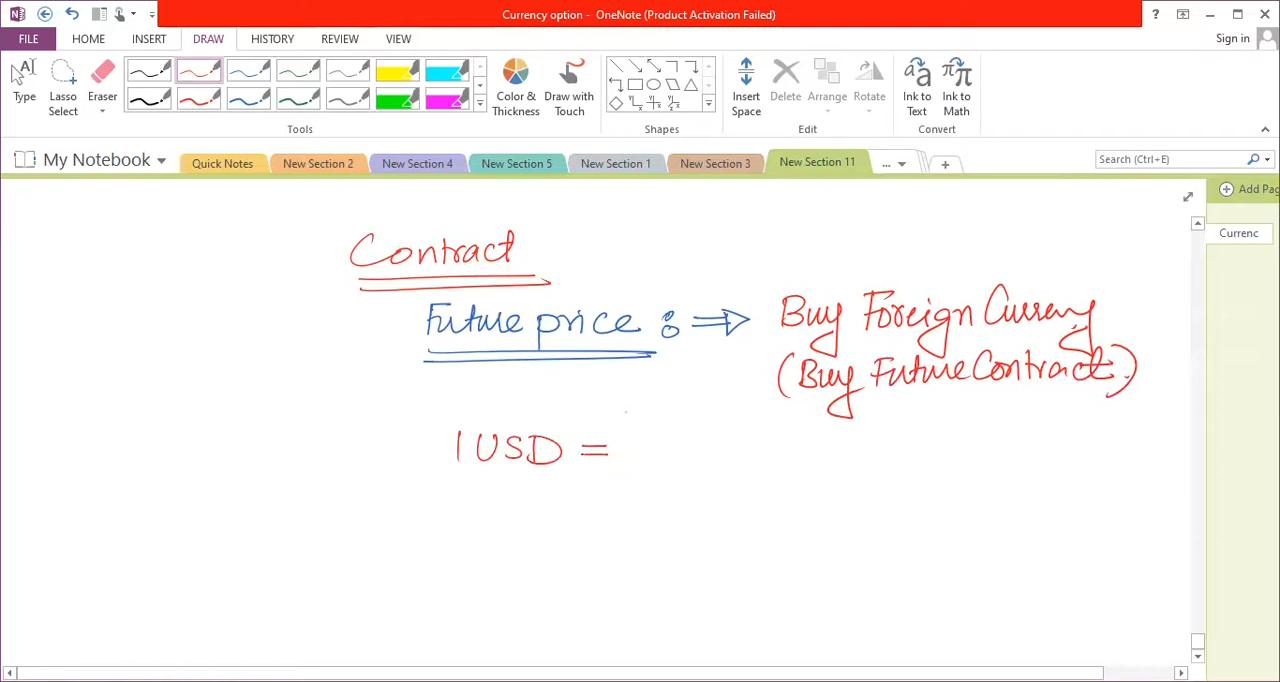 Currency option - OneNote (Product Activation Failed)
?
FILE HOME INSERT DRAW HISTORY REVIEW VIEW
Sign in
Type
Lasso Select
Eraser
Color & Thickness
Draw with Touch
Insert Space
Delete
Arrange
Rotate
Ink to Text
Ink to Math
Tools
Shapes
Edit
Convert
My Notebook
Quick Notes
New Section 2
New Section 4
New Section 5
New Section 1
New Section 3
New Section 11
...
Search (Ctrl+E)
Add Pag
Currenc
Contract
Future price : ⇒ Buy Foreign Currency
(Buy Future Contract)
1 USD =